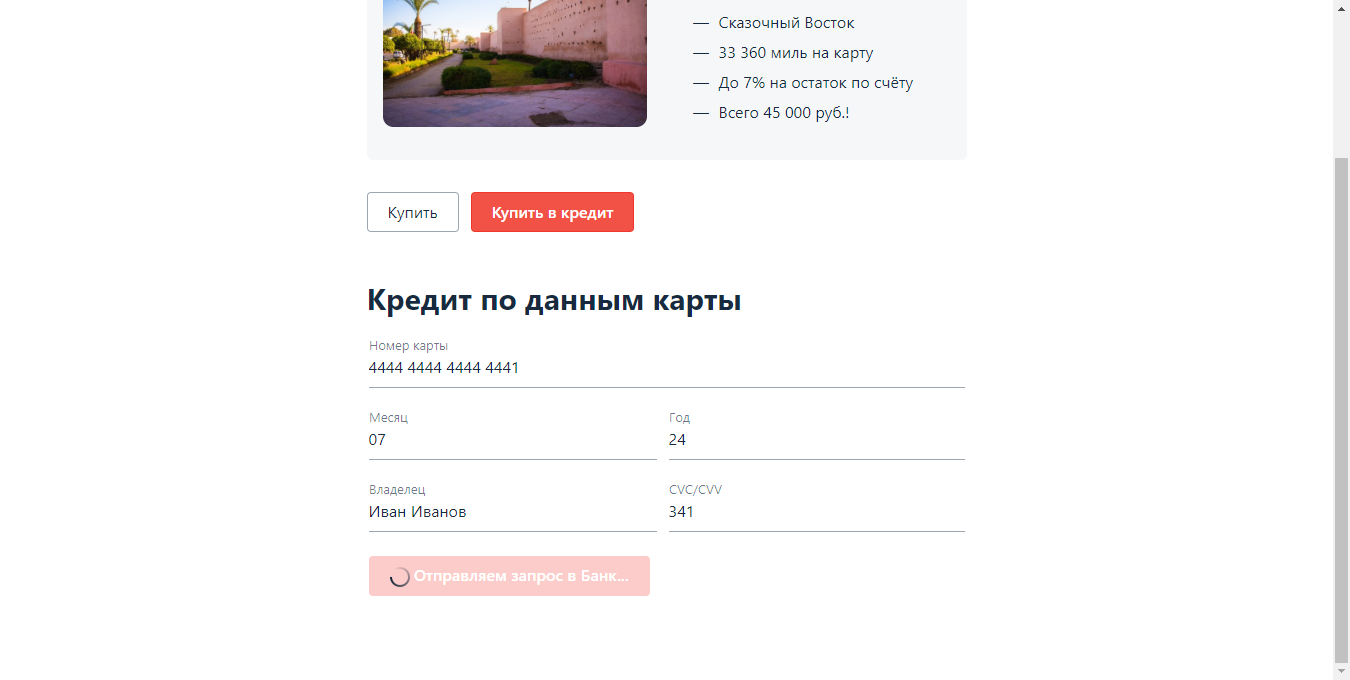 — Сказочный Восток
— 33 360 миль на карту
— До 7% на остаток по счёту
— Всего 45 000 руб.!
Купить Купить в кредит
Кредит по данным карты
Номер карты
4444 4444 4444 4441
Месяц Год
07 24
Владелец CVC/CVV
Иван Иванов 341
Отправляем запрос в Банк...